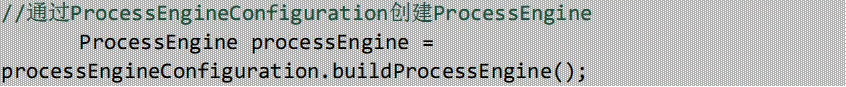 //通过ProcessEngineConfiguration创建ProcessEngine
ProcessEngine processEngine =
processEngineConfiguration.buildProcessEngine();